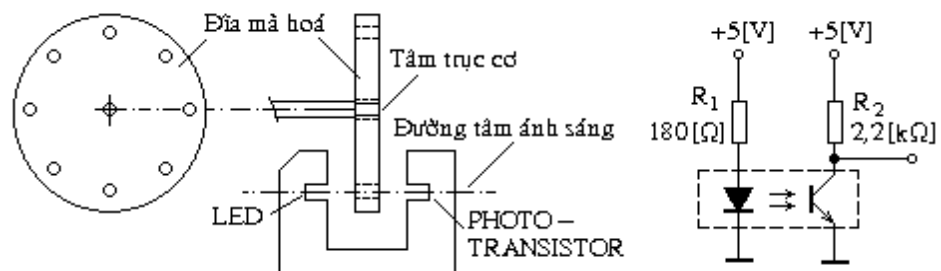 Đĩa mà hoá
Tâm trục cơ
Đường tâm ánh sáng
LED
PHOTO –
TRANSISTOR
+5[V]
+5[V]
R1
180[Ω]
R2
2,2[kΩ]